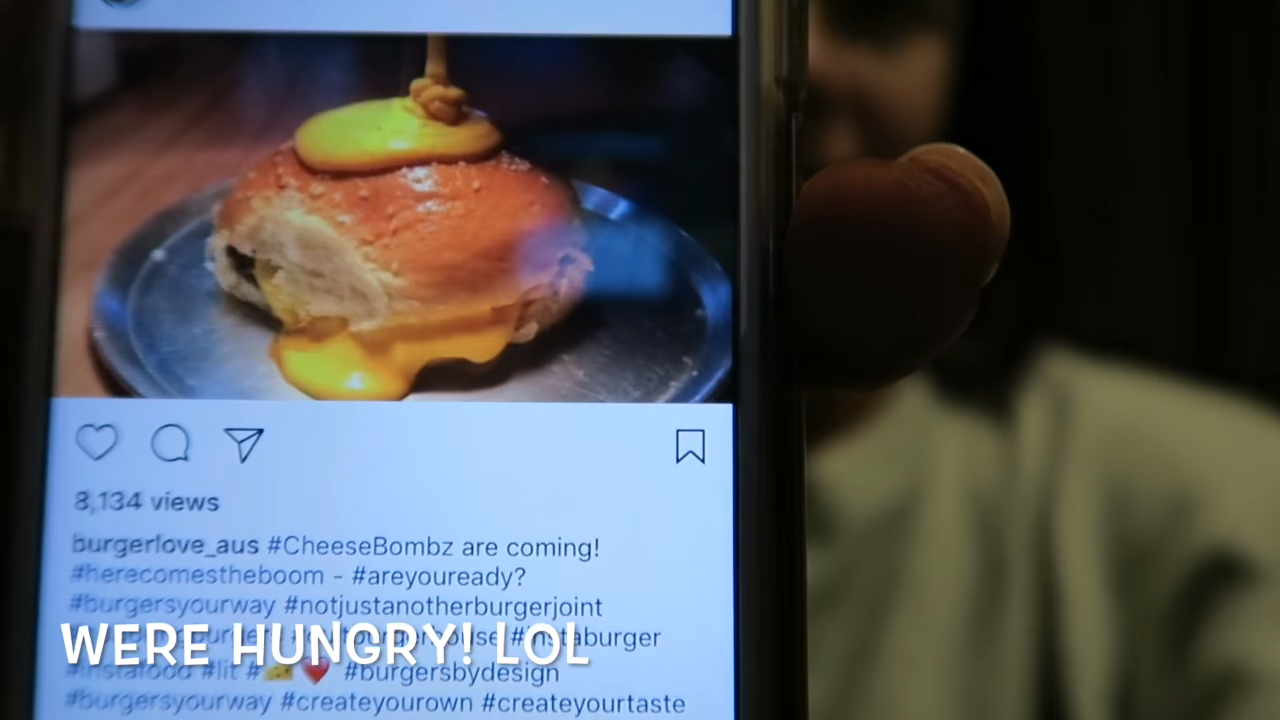 8,134 views
burgerlove_aus #CheeseBombz are coming!
#herecomestheboom - #areyouready?
#burgersyourway #notjustanotherburgerjoint
#instaburger
WERE HUNGRY! LOL
#instafood #lit #🧀❤️ #burgersbydesign
#burgersyourway #createyourown #createyourtaste